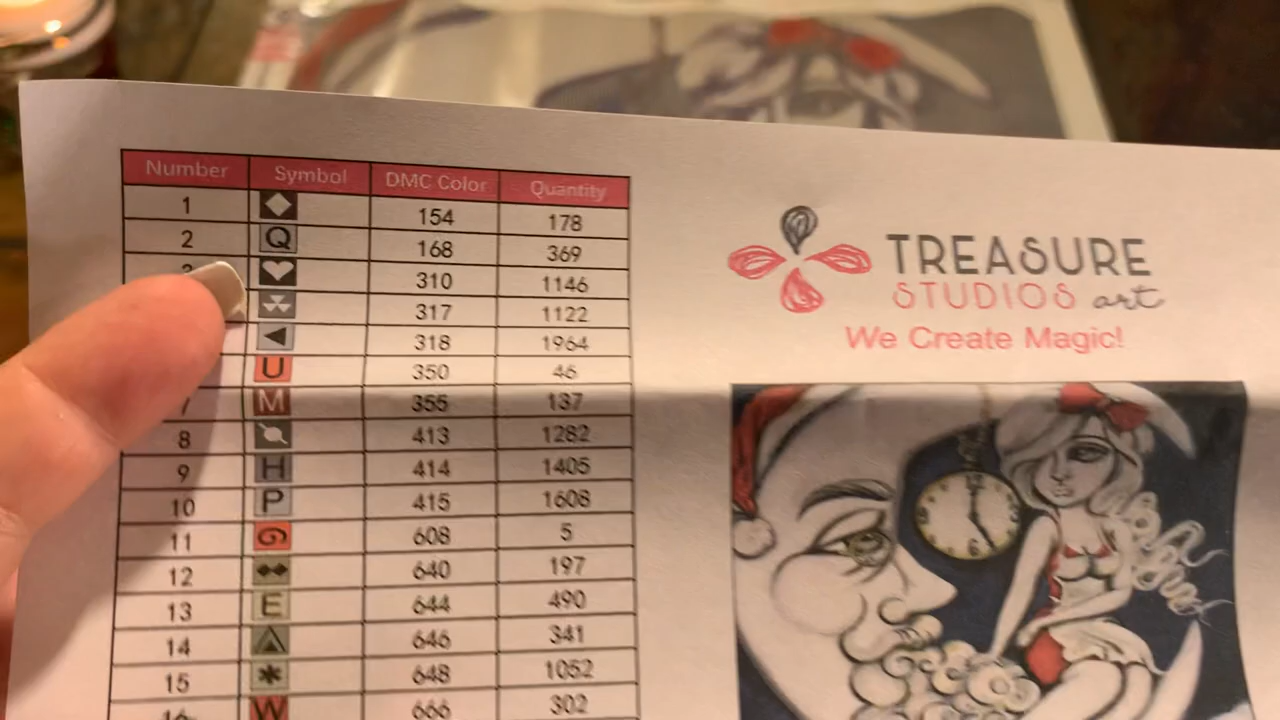 Number Symbol DMC Color Quantity
1 154 178
2 Q 168 369
310 1146
317 1122
318 1964
U 350 46
7 M 355 137
8 413 1282
9 H 414 1405
10 P 415 1608
11 608 5
12 640 197
13 E 644 490
14 646 341
15 648 1052
16 W 666 302
TREASURE
STUDIOS art
We Create Magic!